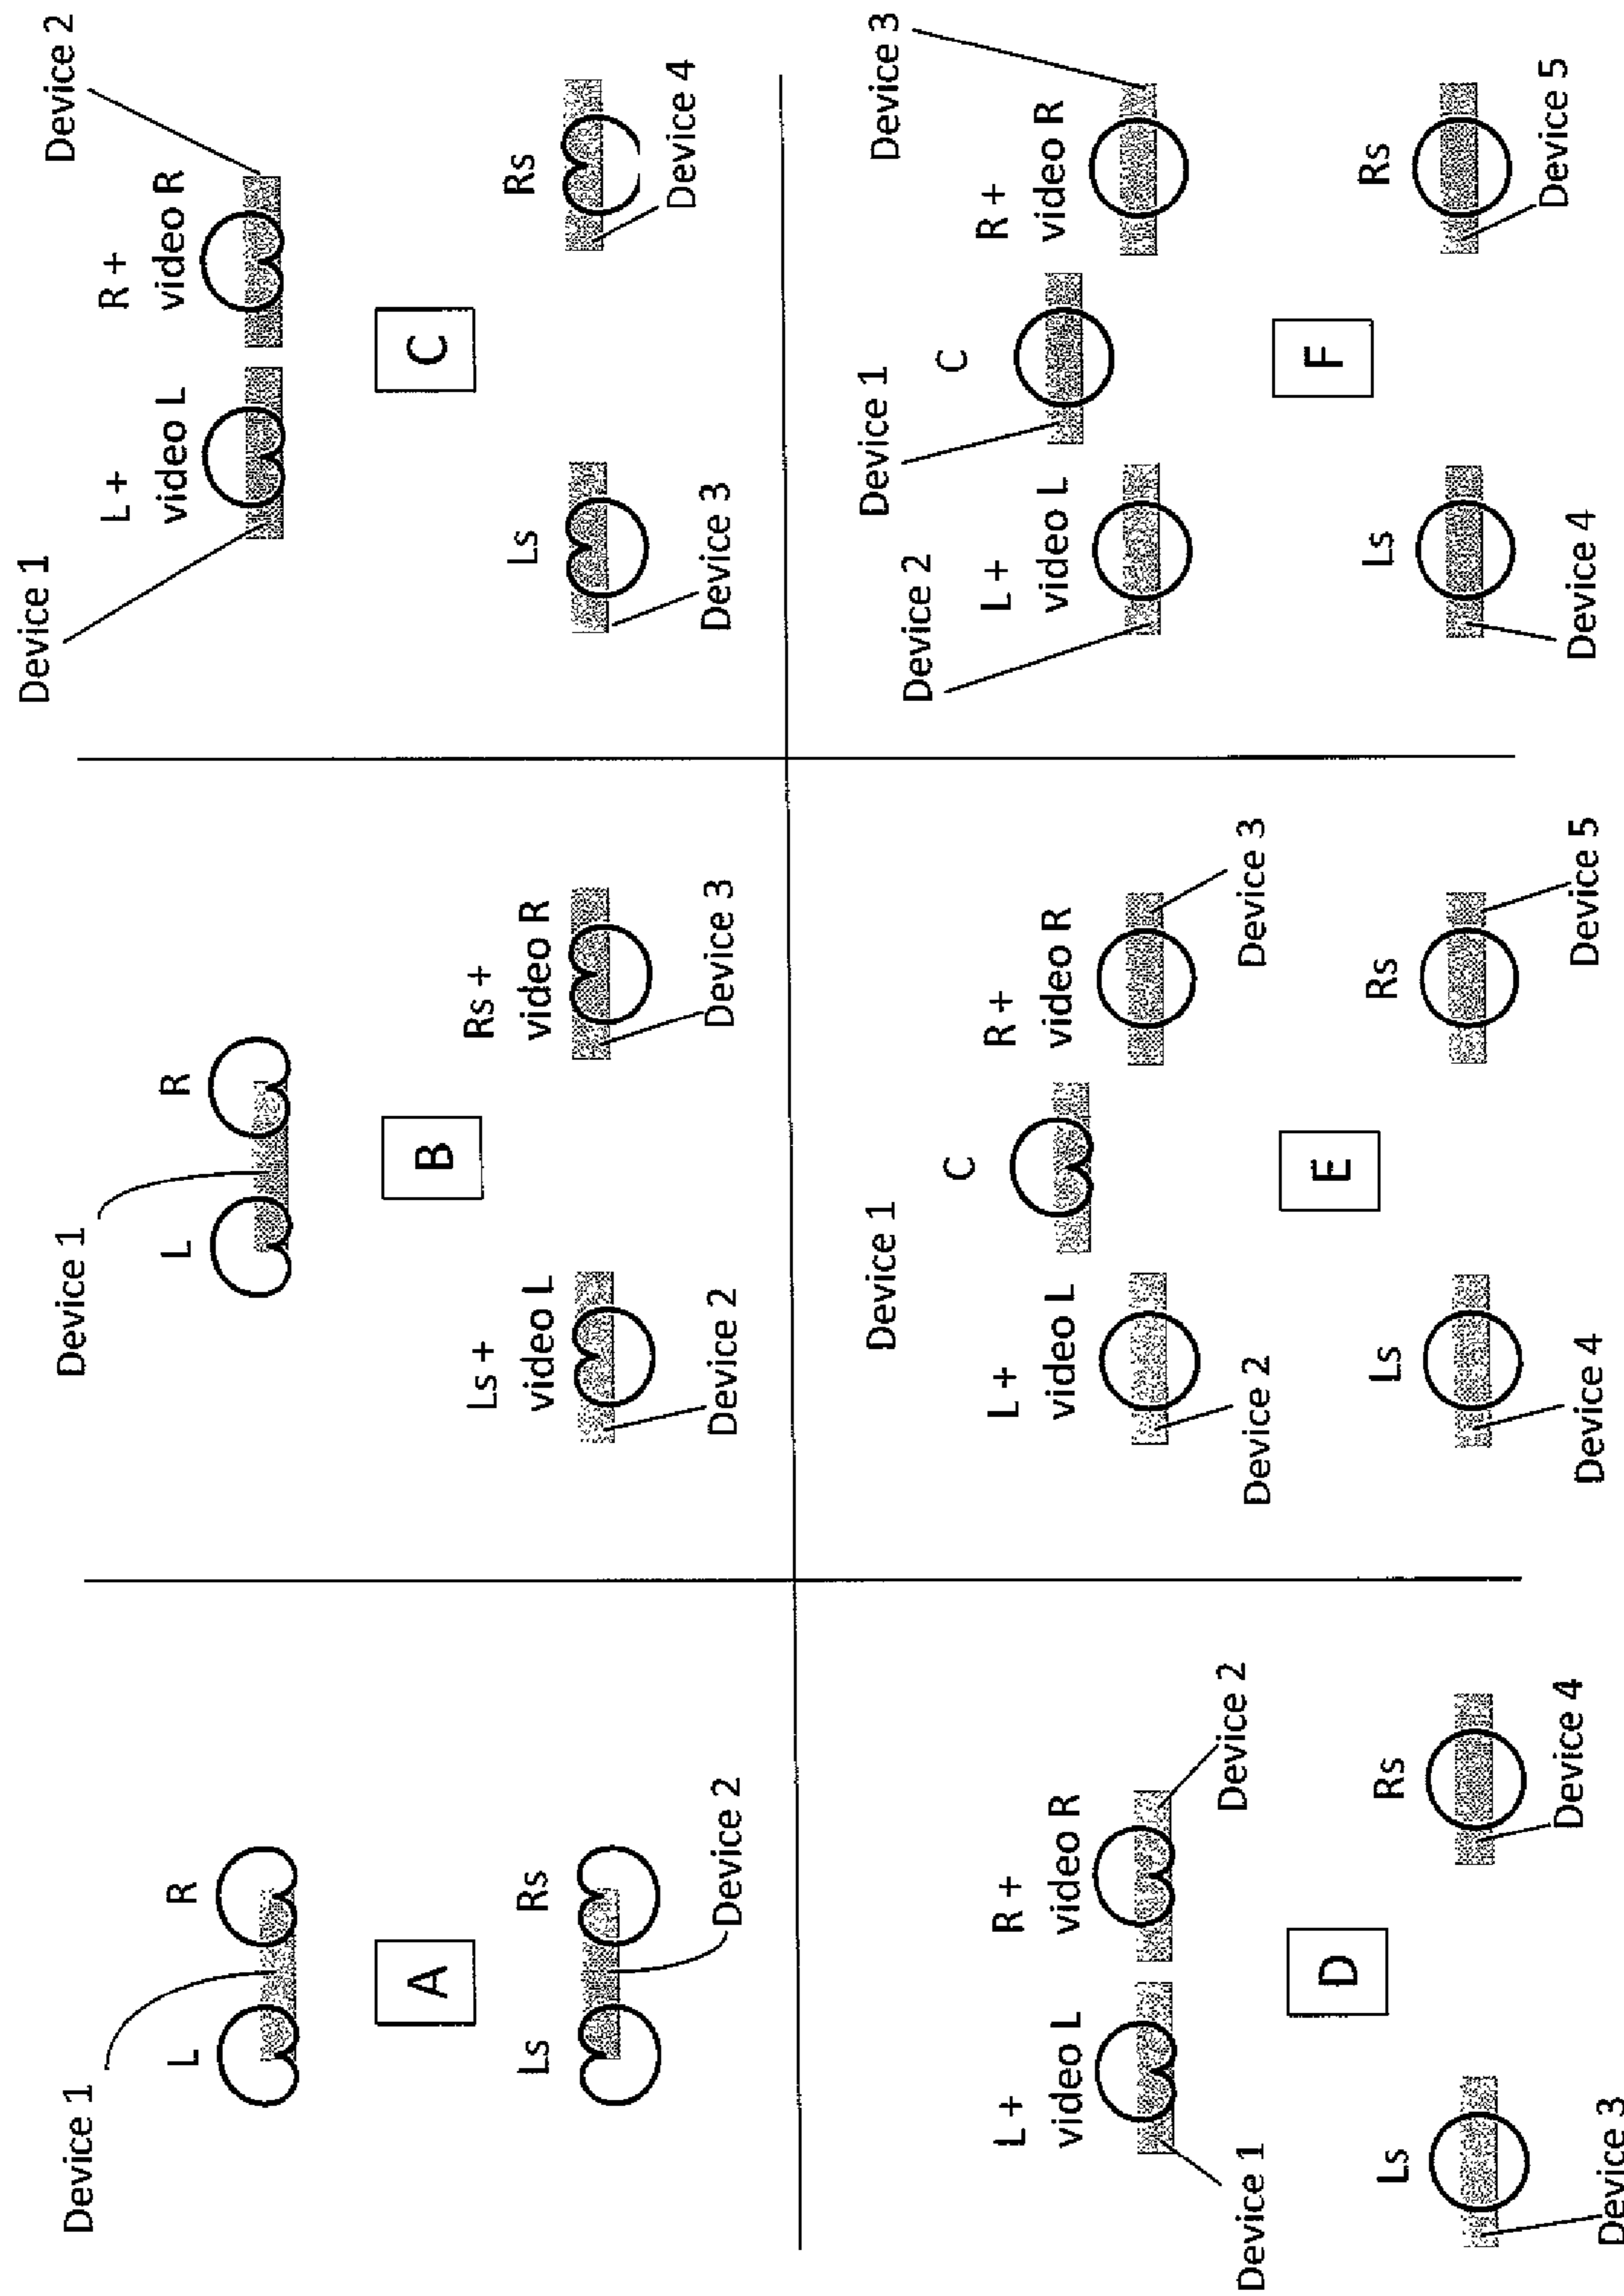 Device 1
L
R
A
Ls
Rs
Device 2
Device 1
L
R
B
Ls +
video L
Rs +
video R
Device 2
Device 3
Device 1
Device 2
L +
video L
R +
video R
C
Ls
Rs
Device 3
Device 4
L +
video L
R +
video R
Device 1
Device 2
D
Ls
Rs
Device 3
Device 4
Device 1
C
L +
video L
R +
video R
Device 2
Device 3
E
Ls
Rs
Device 4
Device 5
Device 2
Device 1
Device 3
C
L +
video L
R +
video R
F
Ls
Rs
Device 4
Device 5